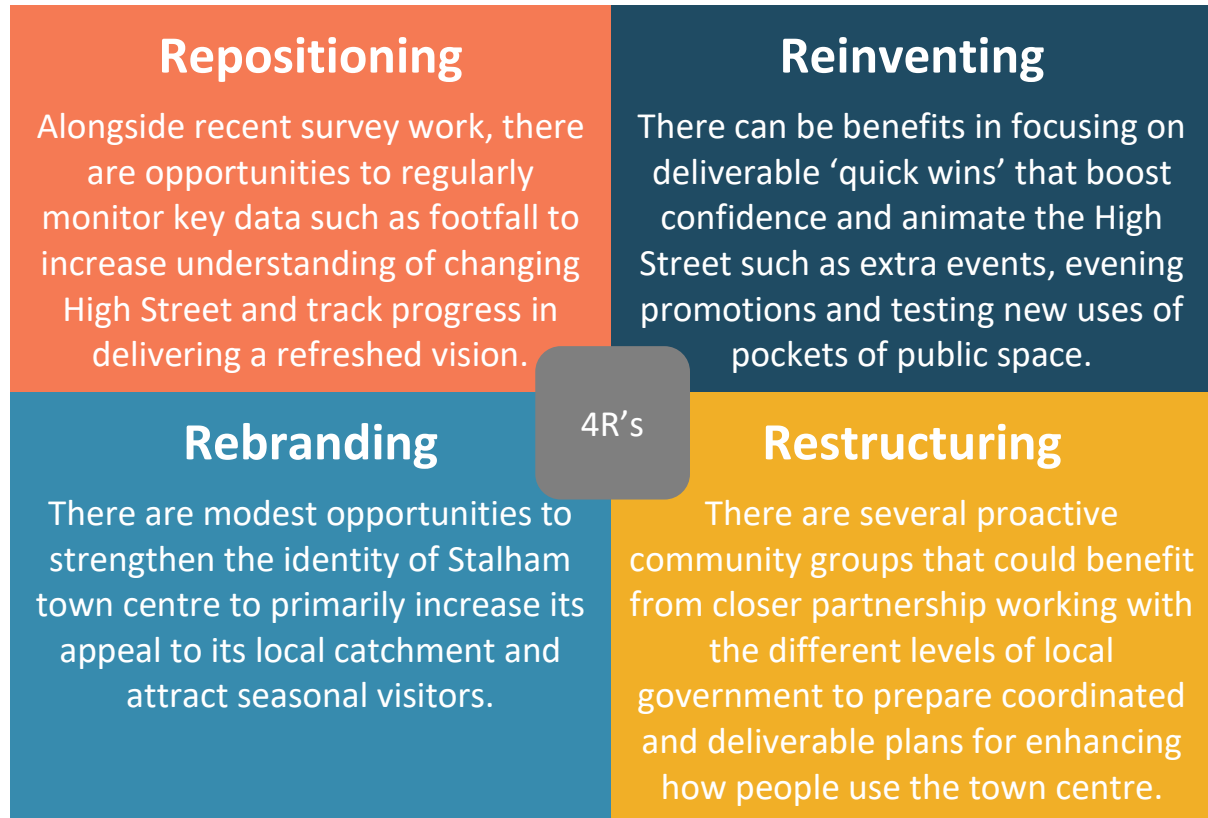 Repositioning
Alongside recent survey work, there
are opportunities to regularly
monitor key data such as footfall to
increase understanding of changing
High Street and track progress in
delivering a refreshed vision.
Reinventing
There can be benefits in focusing on
deliverable ‘quick wins’ that boost
confidence and animate the High
Street such as extra events, evening
promotions and testing new uses of
pockets of public space.
4R’s
Rebranding
There are modest opportunities to
strengthen the identity of Stalham
town centre to primarily increase its
appeal to its local catchment and
attract seasonal visitors.
Restructuring
There are several proactive
community groups that could benefit
from closer partnership working with
the different levels of local
government to prepare coordinated
and deliverable plans for enhancing
how people use the town centre.